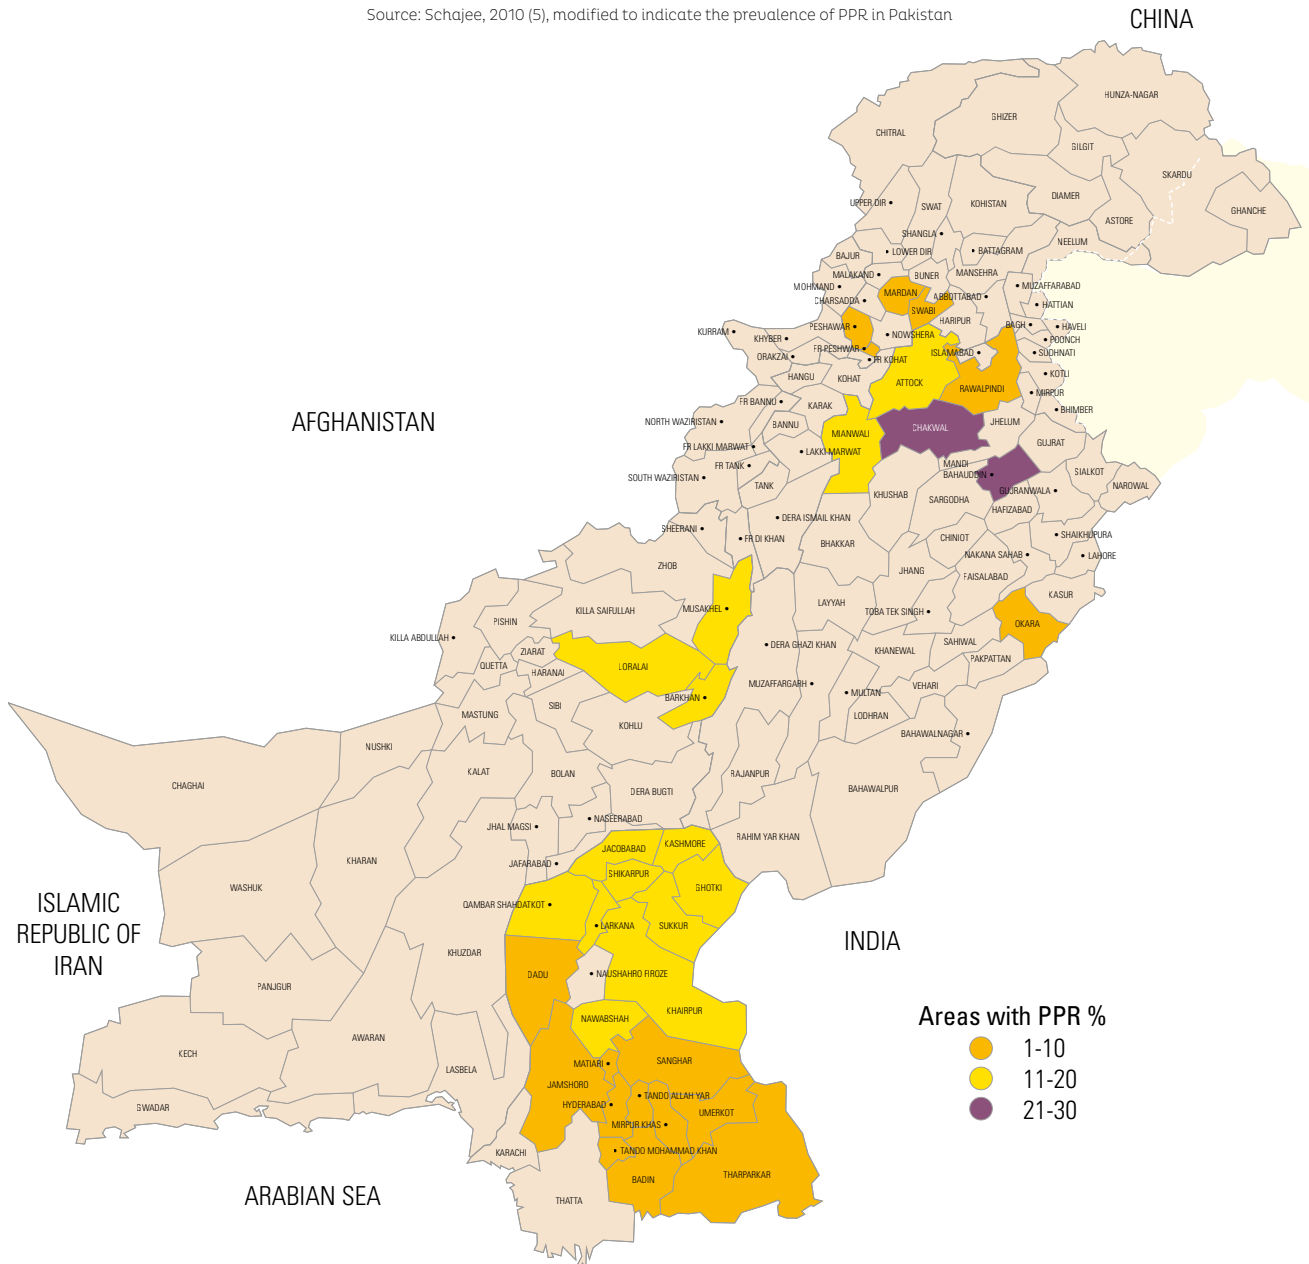 Source: Schajee, 2010 (5), modified to indicate the prevalence of PPR in Pakistan
CHINA
HUNZA-NAGAR
GHIZER
CHITRAL
GILGIT
SKARDU
DIAMER
UPPER DIR
SWAT
KOHISTAN
GHANCHE
ASTORE
SHANGLA
NEELUM
LOWER DIR
BATTAGRAM
BAJUR
MALAKAND
BUNER
MANSEHRA
MOHMAND
MUZAFFARABAD
MARDAN
ABBOTTABAD
CHARSADDA
HATTIAN
SWABI
HARIPUR
PESHAWAR
BAGH
HAVELI
KURRAM
KHYBER
NOWSHERA
POONCH
FR PESHWAR
ISLAMABAD
SUDHNATI
ORAKZAI
FR KOHAT
HANGU
KOHAT
ATTOCK
KOTLI
RAWALPINDI
MIRPUR
FR BANNU
KARAK
BHIMBER
AFGHANISTAN
NORTH WAZIRISTAN
BANNU
MIANWALI
CHAKWAL
JHELUM
GUJRAT
FR LAKKI MARWAT
LAKKI MARWAT
FR TANK
MANDI
BAHAUDDIN
SIALKOT
SOUTH WAZIRISTAN
TANK
KHUSHAB
SARGODHA
GUJRANWALA
NAROWAL
HAFIZABAD
SHEERANI
DERA ISMAIL KHAN
FR DI KHAN
BHAKKAR
CHINIOT
SHAIKHUPURA
NAKANA SAHAB
LAHORE
ZHOB
JHANG
FAISALABAD
KASUR
KILLA SAIFULLAH
MUSAKHEL
LAYYAH
TOBA TEK SINGH
PISHIN
OKARA
KILLA ABDULLAH
ZIARAT
DERA GHAZI KHAN
KHANEWAL
SAHIWAL
QUETTA
HARANAI
LORALAI
PAKPATTAN
MUZAFFARGARH
MULTAN
VEHARI
BARKHAN
SIBI
MASTUNG
KOHLU
LODHRAN
BAHAWALNAGAR
NUSHKI
CHAGHAI
KALAT
BOLAN
RAJANPUR
DERA BUGTI
BAHAWALPUR
JHAL MAGSI
NASEERABAD
RAHIM YAR KHAN
KHARAN
JAFARABAD
JACOBABAD
KASHMORE
SHIKARPUR
WASHUK
GHOTKI
ISLAMIC
REPUBLIC OF
IRAN
QAMBAR SHAHDATKOT
LARKANA
SUKKUR
INDIA
KHUZDAR
DADU
NAUSHAHRO FIROZE
PANJGUR
KHAIRPUR
NAWABSHAH
Areas with PPR %
1-10
11-20
21-30
AWARAN
KECH
LASBELA
MATIARI
SANGHAR
JAMSHORO
GWADAR
HYDERABAD
TANDO ALLAH YAR
UMERKOT
MIRPUR KHAS
KARACHI
TANDO MOHAMMAD KHAN
BADIN
THARPARKAR
ARABIAN SEA
THATTA